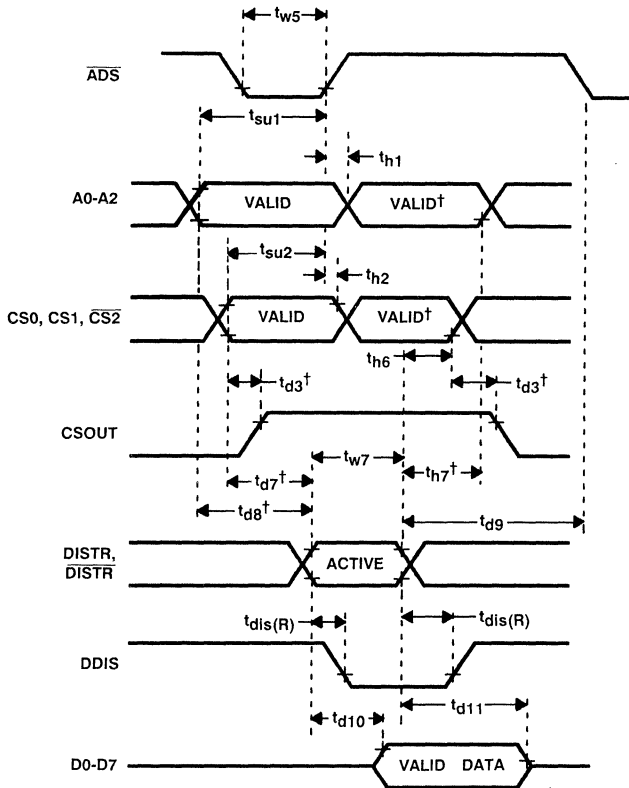 tw5
ADS
tsu1
th1
A0-A2
VALID
VALID†
tsu2
th2
CS0, CS1, CS2
VALID
VALID†
th6
td3†
td3†
CSOUT
tw7
td7†
th7†
td8†
td9
DISTR,
DISTR
ACTIVE
tdis(R)
tdis(R)
DDIS
td10
td11
D0-D7
VALID DATA